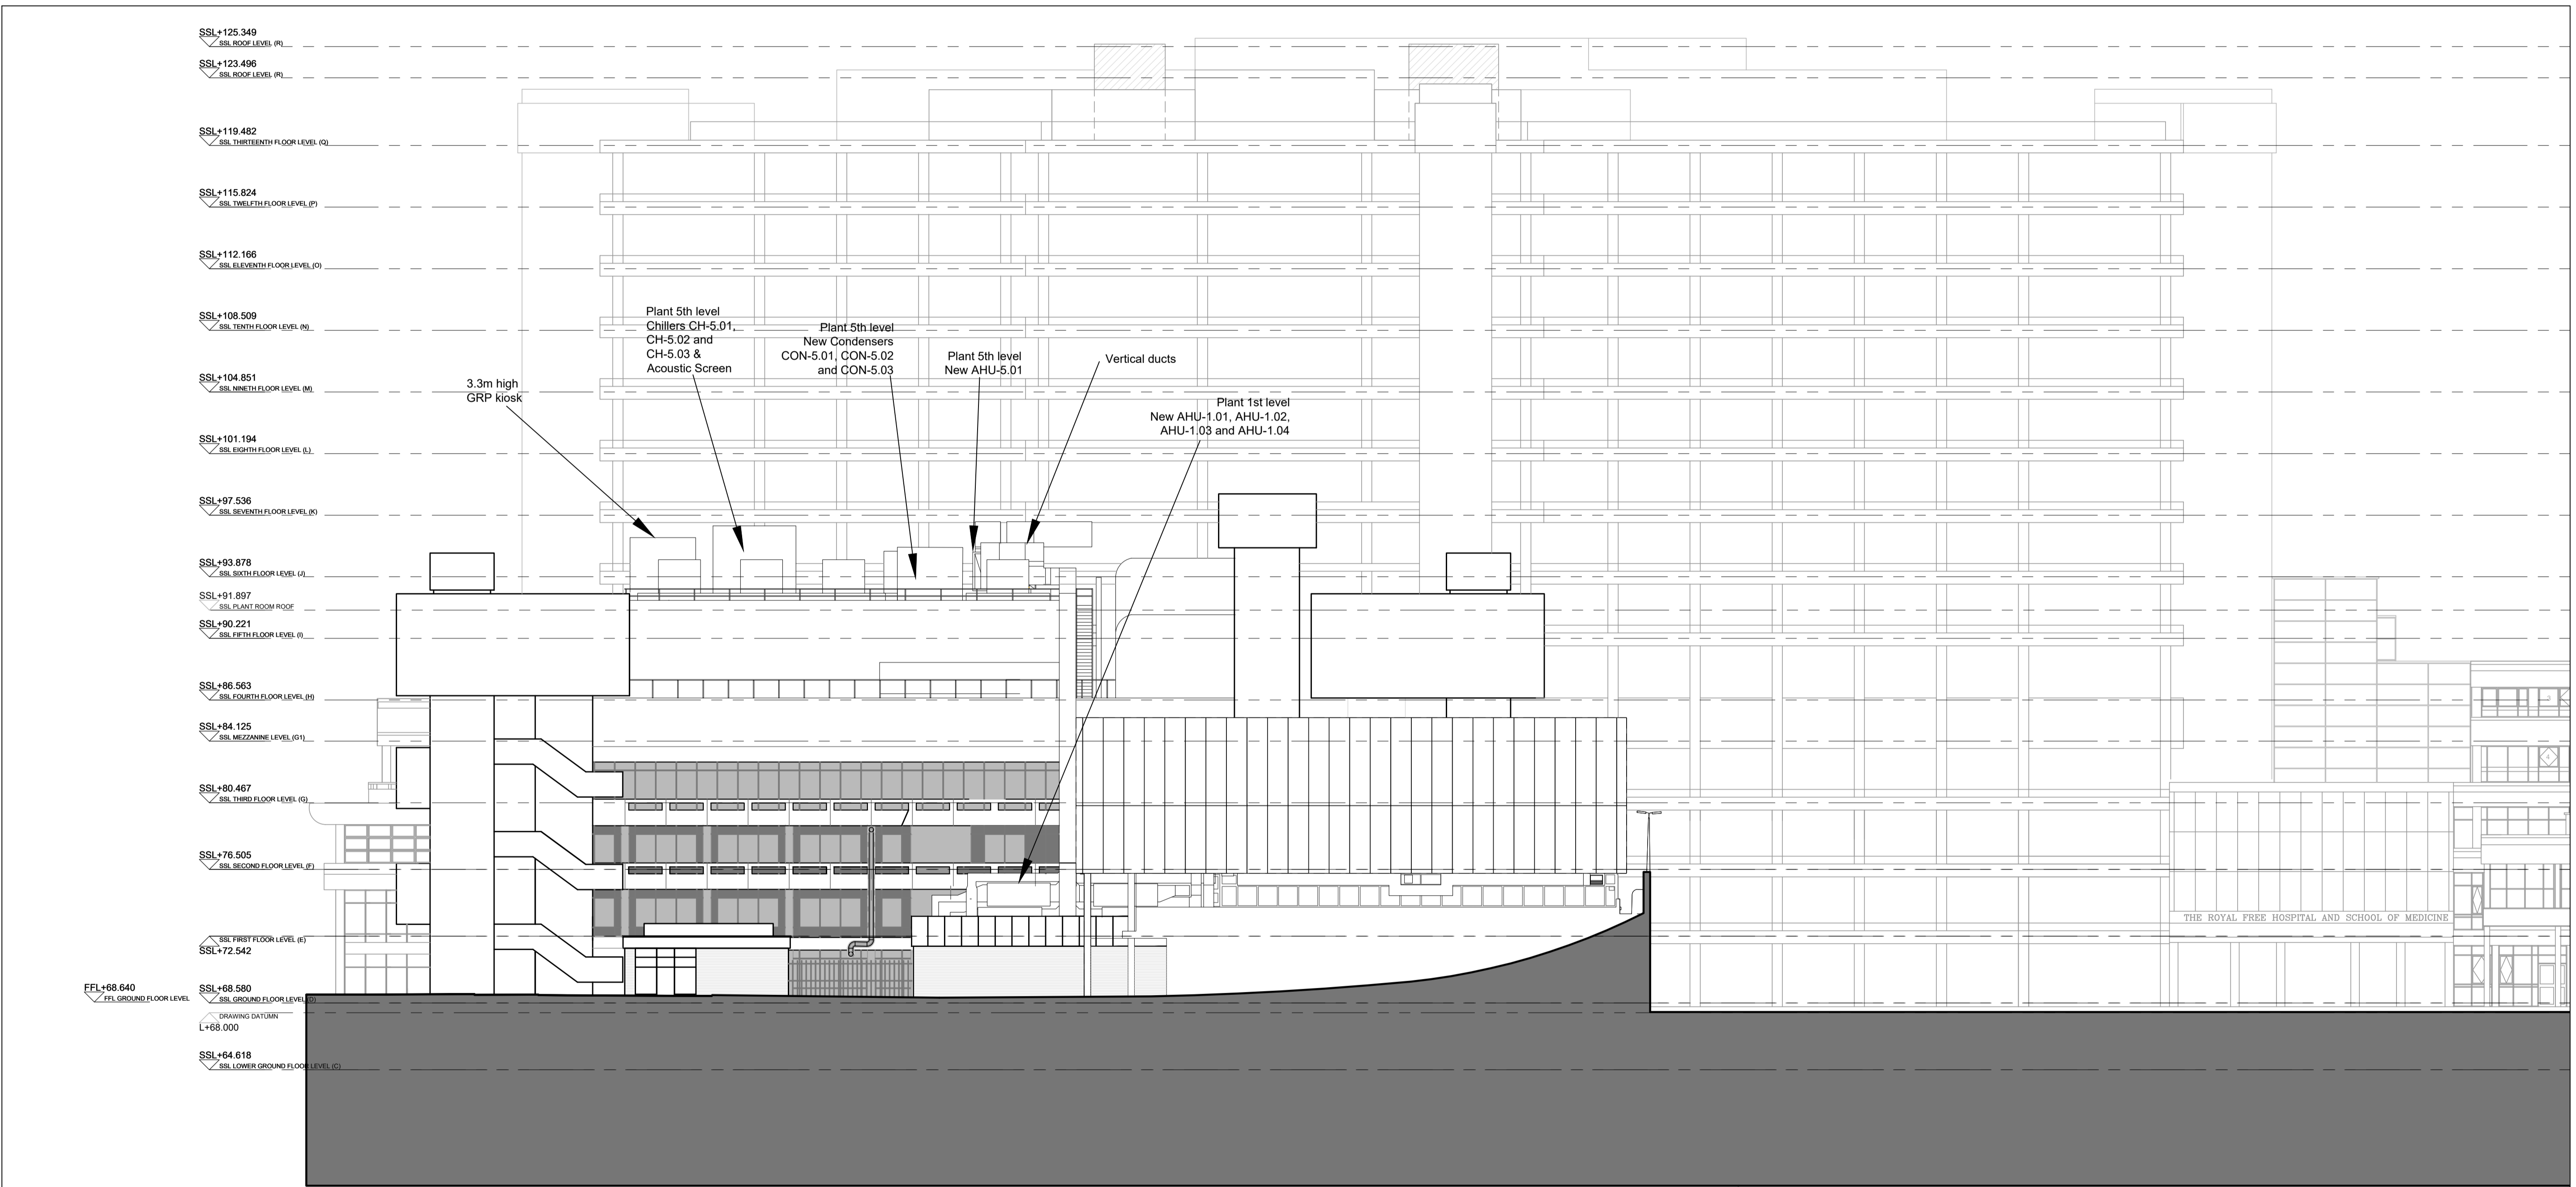 SSL+125.349
SSL ROOF LEVEL (R)
SSL+123.496
SSL ROOF LEVEL (R)
SSL+119.482
SSL THIRTEENTH FLOOR LEVEL (Q)
SSL+115.824
SSL TWELFTH FLOOR LEVEL (P)
SSL+112.166
SSL ELEVENTH FLOOR LEVEL (O)
SSL+108.509
SSL TENTH FLOOR LEVEL (N)
SSL+104.851
SSL NINETH FLOOR LEVEL (M)
SSL+101.194
SSL EIGHTH FLOOR LEVEL (L)
SSL+97.536
SSL SEVENTH FLOOR LEVEL (K)
SSL+93.878
SSL SIXTH FLOOR LEVEL (J)
SSL+91.897
SSL PLANT ROOM ROOF
SSL+90.221
SSL FIFTH FLOOR LEVEL (I)
SSL+86.563
SSL FOURTH FLOOR LEVEL (H)
SSL+84.125
SSL MEZZANINE LEVEL (G1)
SSL+80.467
SSL THIRD FLOOR LEVEL (G)
SSL+76.505
SSL SECOND FLOOR LEVEL (F)
SSL FIRST FLOOR LEVEL (E)
SSL+72.542
FFL+68.640
FFL GROUND FLOOR LEVEL
SSL+68.580
SSL GROUND FLOOR LEVEL (D)
DRAWING DATUM
L+68.000
SSL+64.618
SSL LOWER GROUND FLOOR LEVEL (C)
3.3m high
GRP kiosk
Plant 5th level
Chillers CH-5.01,
CH-5.02 and
CH-5.03 &
Acoustic Screen
Plant 5th level
New Condensers
CON-5.01, CON-5.02
and CON-5.03
Plant 5th level
New AHU-5.01
Vertical ducts
Plant 1st level
New AHU-1.01, AHU-1.02,
AHU-1.03 and AHU-1.04
THE ROYAL FREE HOSPITAL AND SCHOOL OF MEDICINE